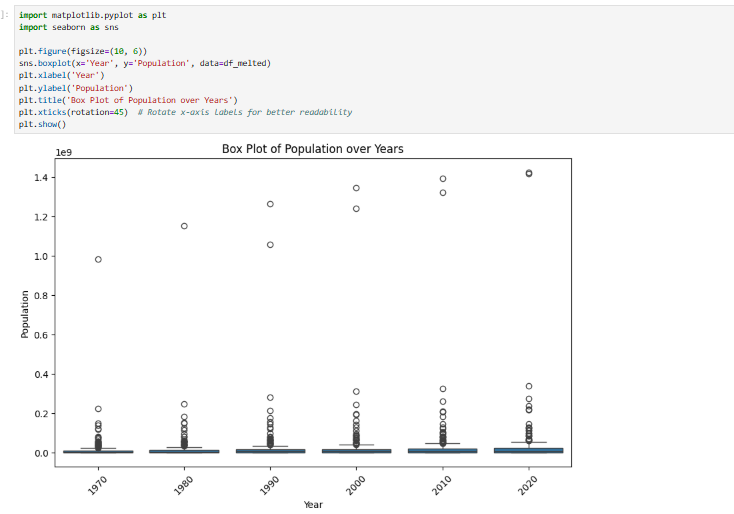 ]:
import matplotlib.pyplot as plt
import seaborn as sns
plt.figure(figsize=(10, 6))
sns.boxplot(x='Year', y='Population', data=df_melted)
plt.xlabel('Year')
plt.ylabel('Population')
plt.title('Box Plot of Population over Years')
plt.xticks(rotation=45)  # Rotate x-axis labels for better readability
plt.show()
Box Plot of Population over Years
1e9
1.4
1.2
1.0
0.8
0.6
0.4
0.2
0.0
Population
1970
1980
1990
2000
2010
2020
Year